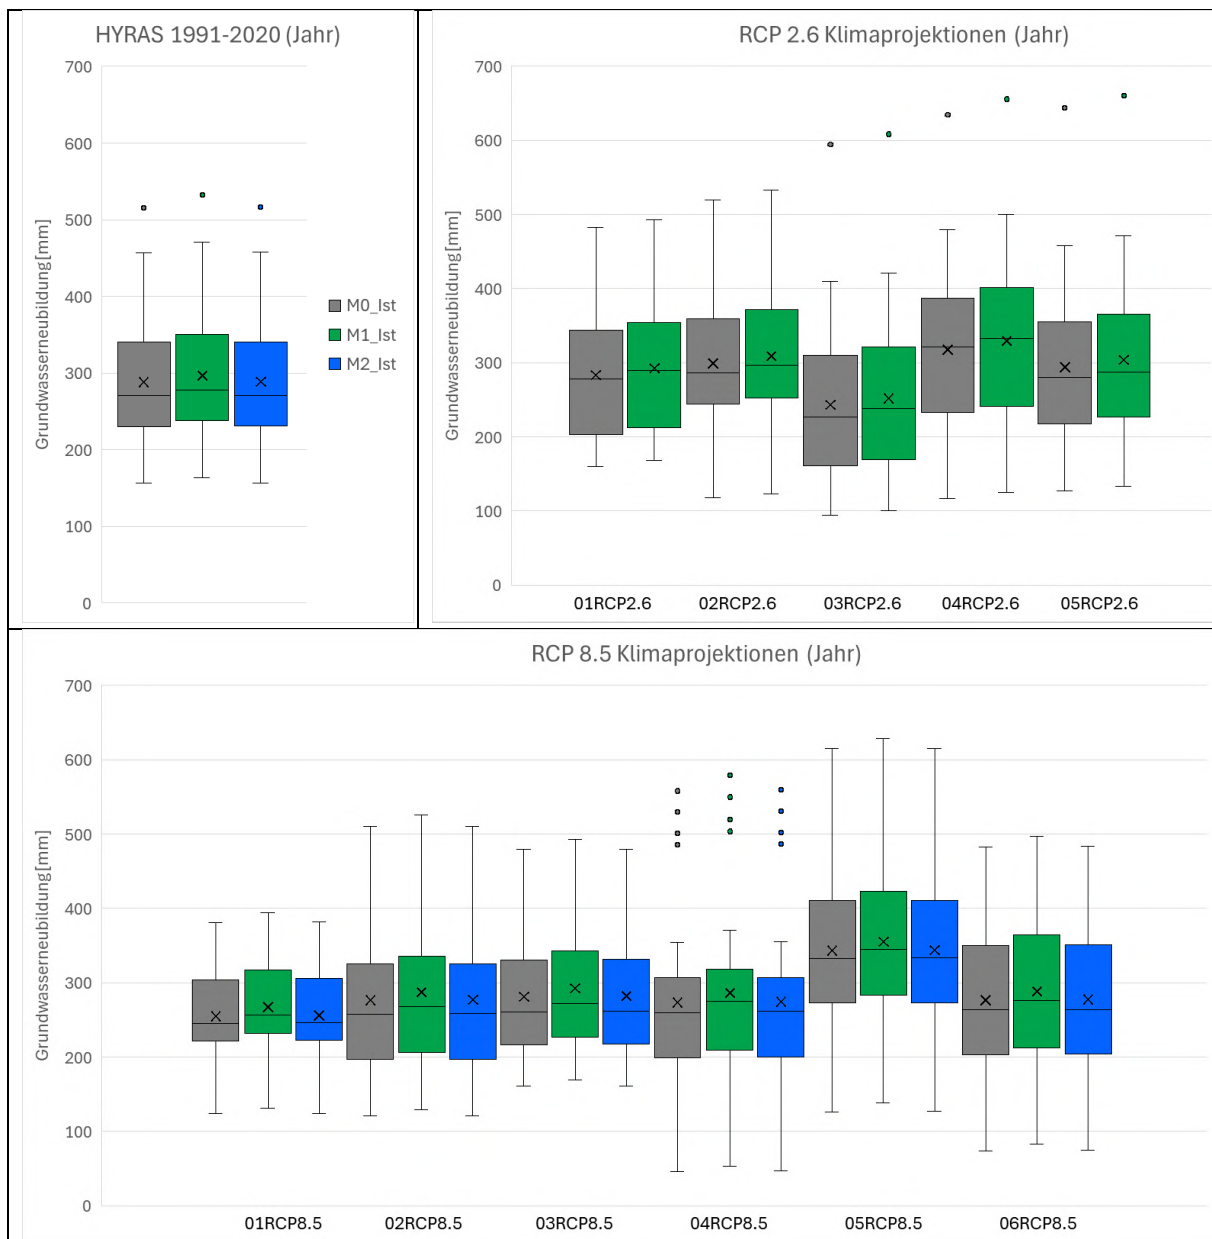 HYRAS 1991-2020 (Jahr)
700
600
500
400
300
200
100
0
Grundwasserneubildung[mm]
M0_Ist
M1_Ist
M2_Ist
RCP 2.6 Klimaprojektionen (Jahr)
700
600
500
400
300
200
100
0
Grundwasserneubildung[mm]
01RCP2.6 02RCP2.6 03RCP2.6 04RCP2.6 05RCP2.6
RCP 8.5 Klimaprojektionen (Jahr)
700
600
500
400
300
200
100
0
Grundwasserneubildung[mm]
01RCP8.5 02RCP8.5 03RCP8.5 04RCP8.5 05RCP8.5 06RCP8.5